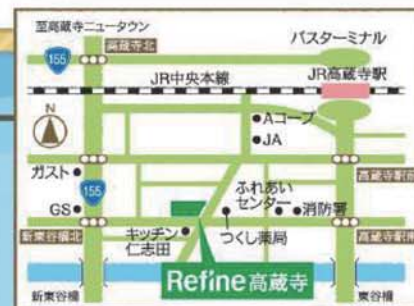 至高蔵寺ニュータウン
高蔵寺北
バスターミナル
155
JR中央本線
JR高蔵寺駅
N
Aコープ
JA
ガスト
高蔵寺駅前
155
ふれあい
センター
消防署
GS
つくし薬局
新東谷橋北
キッチン
仁志田
高蔵寺駅南
Refine高蔵寺
新東谷橋
東谷橋